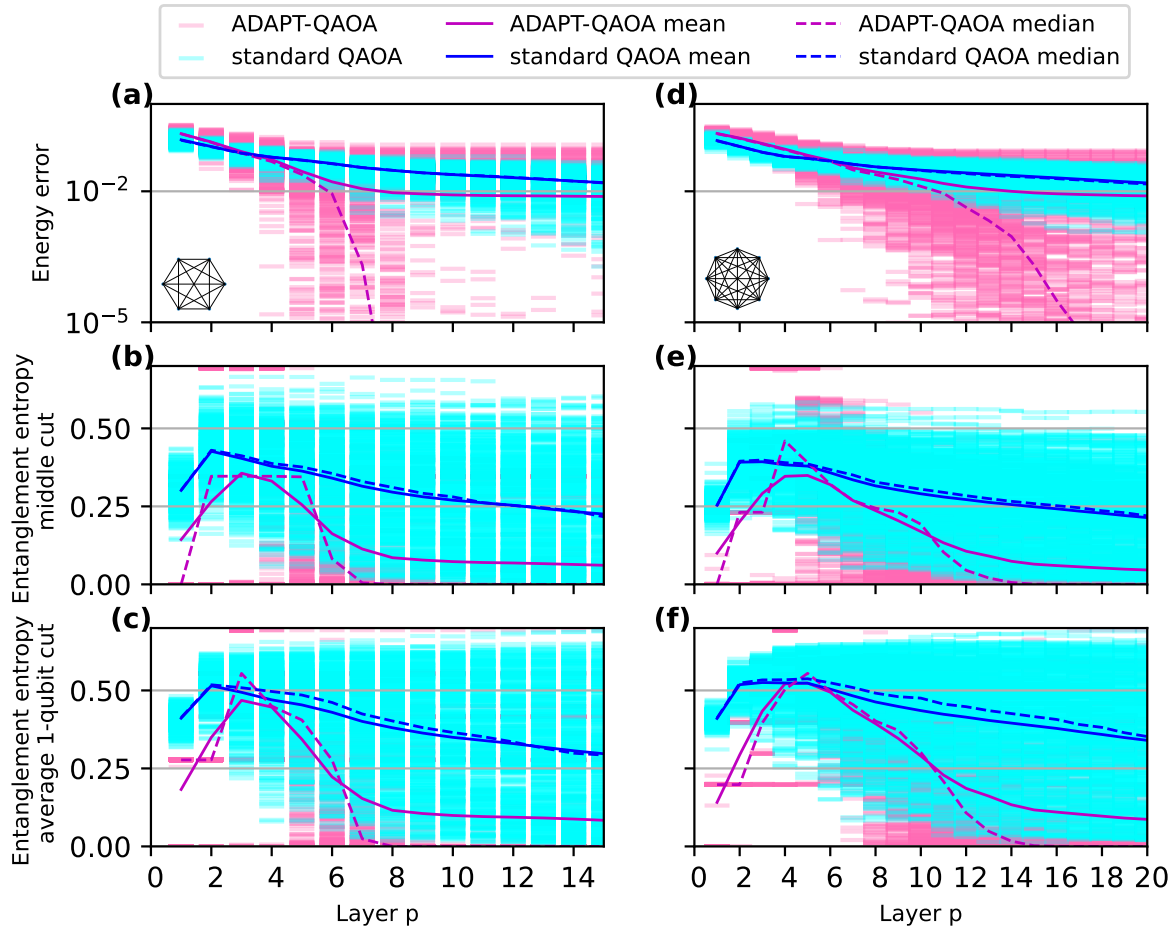 ADAPT-QAOA
ADAPT-QAOA mean
ADAPT-QAOA median
standard QAOA
standard QAOA mean
standard QAOA median
(a)
Energy error
10⁻²
10⁻⁵
(d)
(b)
Entanglement entropy
middle cut
0.50
0.25
0.00
(e)
(c)
Entanglement entropy
average 1-qubit cut
0.50
0.25
0.00
0 2 4 6 8 10 12 14
Layer p
(f)
0 2 4 6 8 10 12 14 16 18 20
Layer p